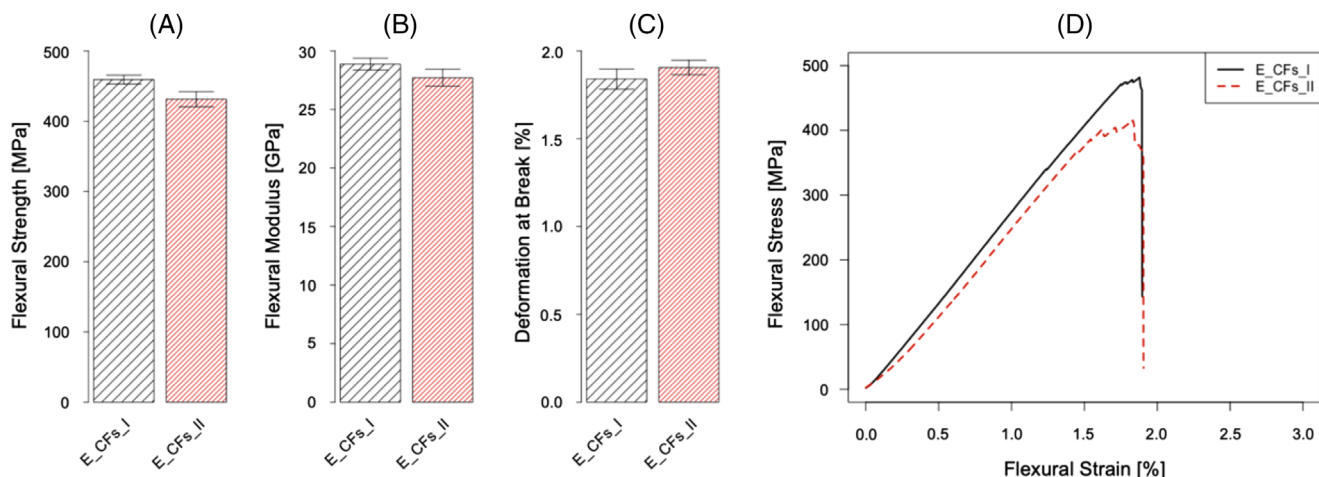 (A)
Flexural Strength [MPa]
500
400
300
200
100
0
E_CFs_I
E_CFs_II
(B)
Flexural Modulus [GPa]
30
25
20
15
10
5
0
E_CFs_I
E_CFs_II
(C)
Deformation at Break [%]
2.0
1.5
1.0
0.5
0.0
E_CFs_I
E_CFs_II
(D)
Flexural Stress [MPa]
500
400
300
200
100
0
E_CFs_I
E_CFs_II
0.0 0.5 1.0 1.5 2.0 2.5 3.0
Flexural Strain [%]